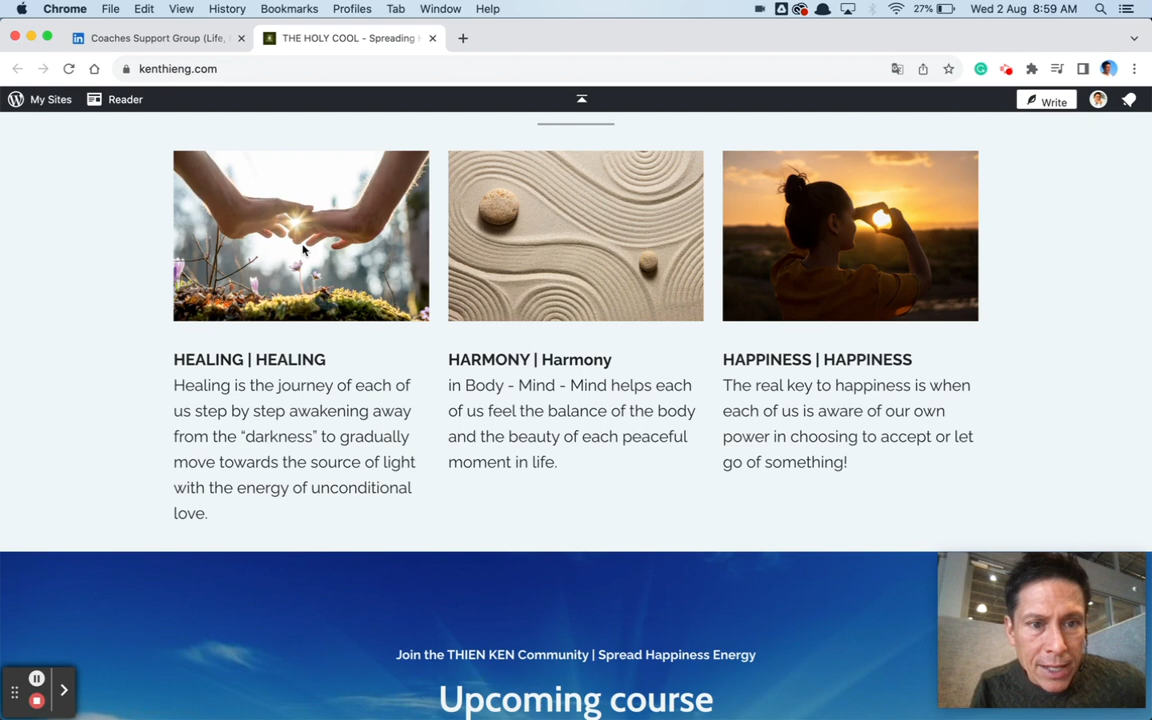 Chrome File Edit View History Bookmarks Profiles Tab Window Help 27% Wed 2 Aug 8:59 AM
Coaches Support Group (Life, THE HOLY COOL - Spreading
kenthieng.com
My Sites Reader Write
HEALING | HEALING
Healing is the journey of each of
us step by step awakening away
from the “darkness” to gradually
move towards the source of light
with the energy of unconditional
love.
HARMONY | Harmony
in Body - Mind - Mind helps each
of us feel the balance of the body
and the beauty of each peaceful
moment in life.
HAPPINESS | HAPPINESS
The real key to happiness is when
each of us is aware of our own
power in choosing to accept or let
go of something!
Join the THIEN KEN Community | Spread Happiness Energy
Upcoming course